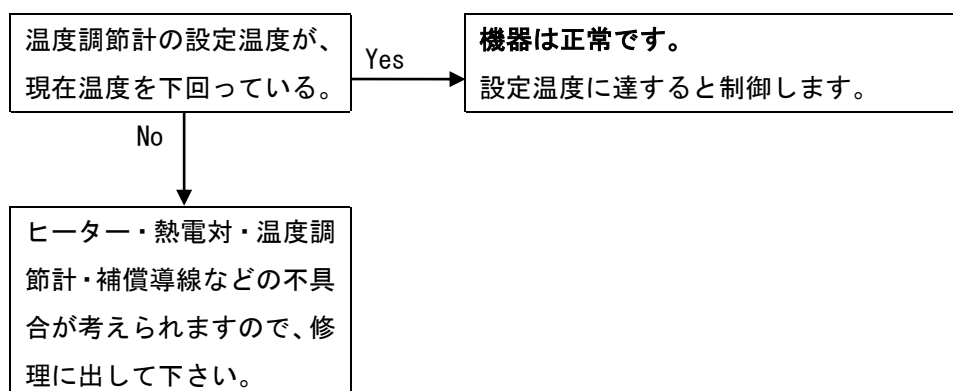 温度調節計の設定温度が、
現在温度を下回っている。
Yes
機器は正常です。
設定温度に達すると制御します。
No
ヒーター・熱電対・温度調
節計・補償導線などの不具
合が考えられますので、修
理に出して下さい。